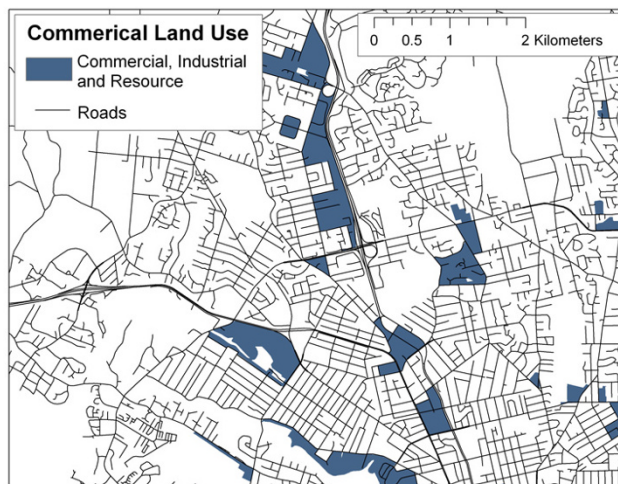 Commerical Land Use
Commercial, Industrial
and Resource
Roads
0 0.5 1 2 Kilometers